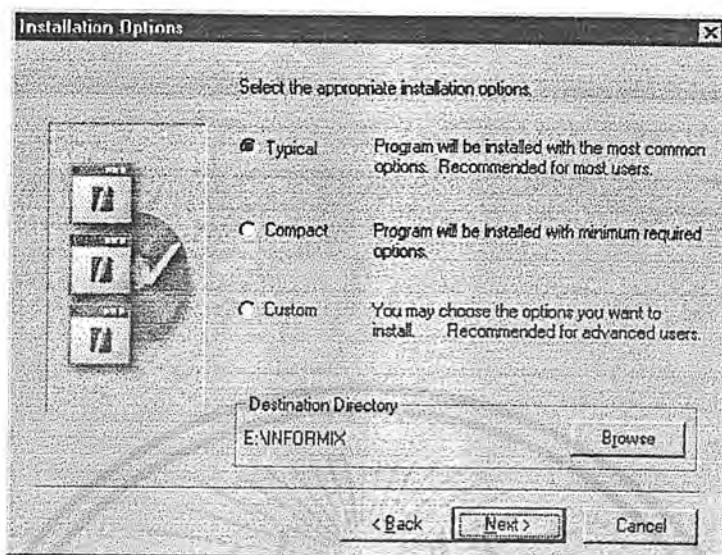 Installation Options
Select the appropriate installation options.
Typical
Program will be installed with the most common
options. Recommended for most users.
Compact
Program will be installed with minimum required
options.
Custom
You may choose the options you want to
install. Recommended for advanced users.
Destination Directory
E:\INFORMIX
Browse
< Back
Next >
Cancel